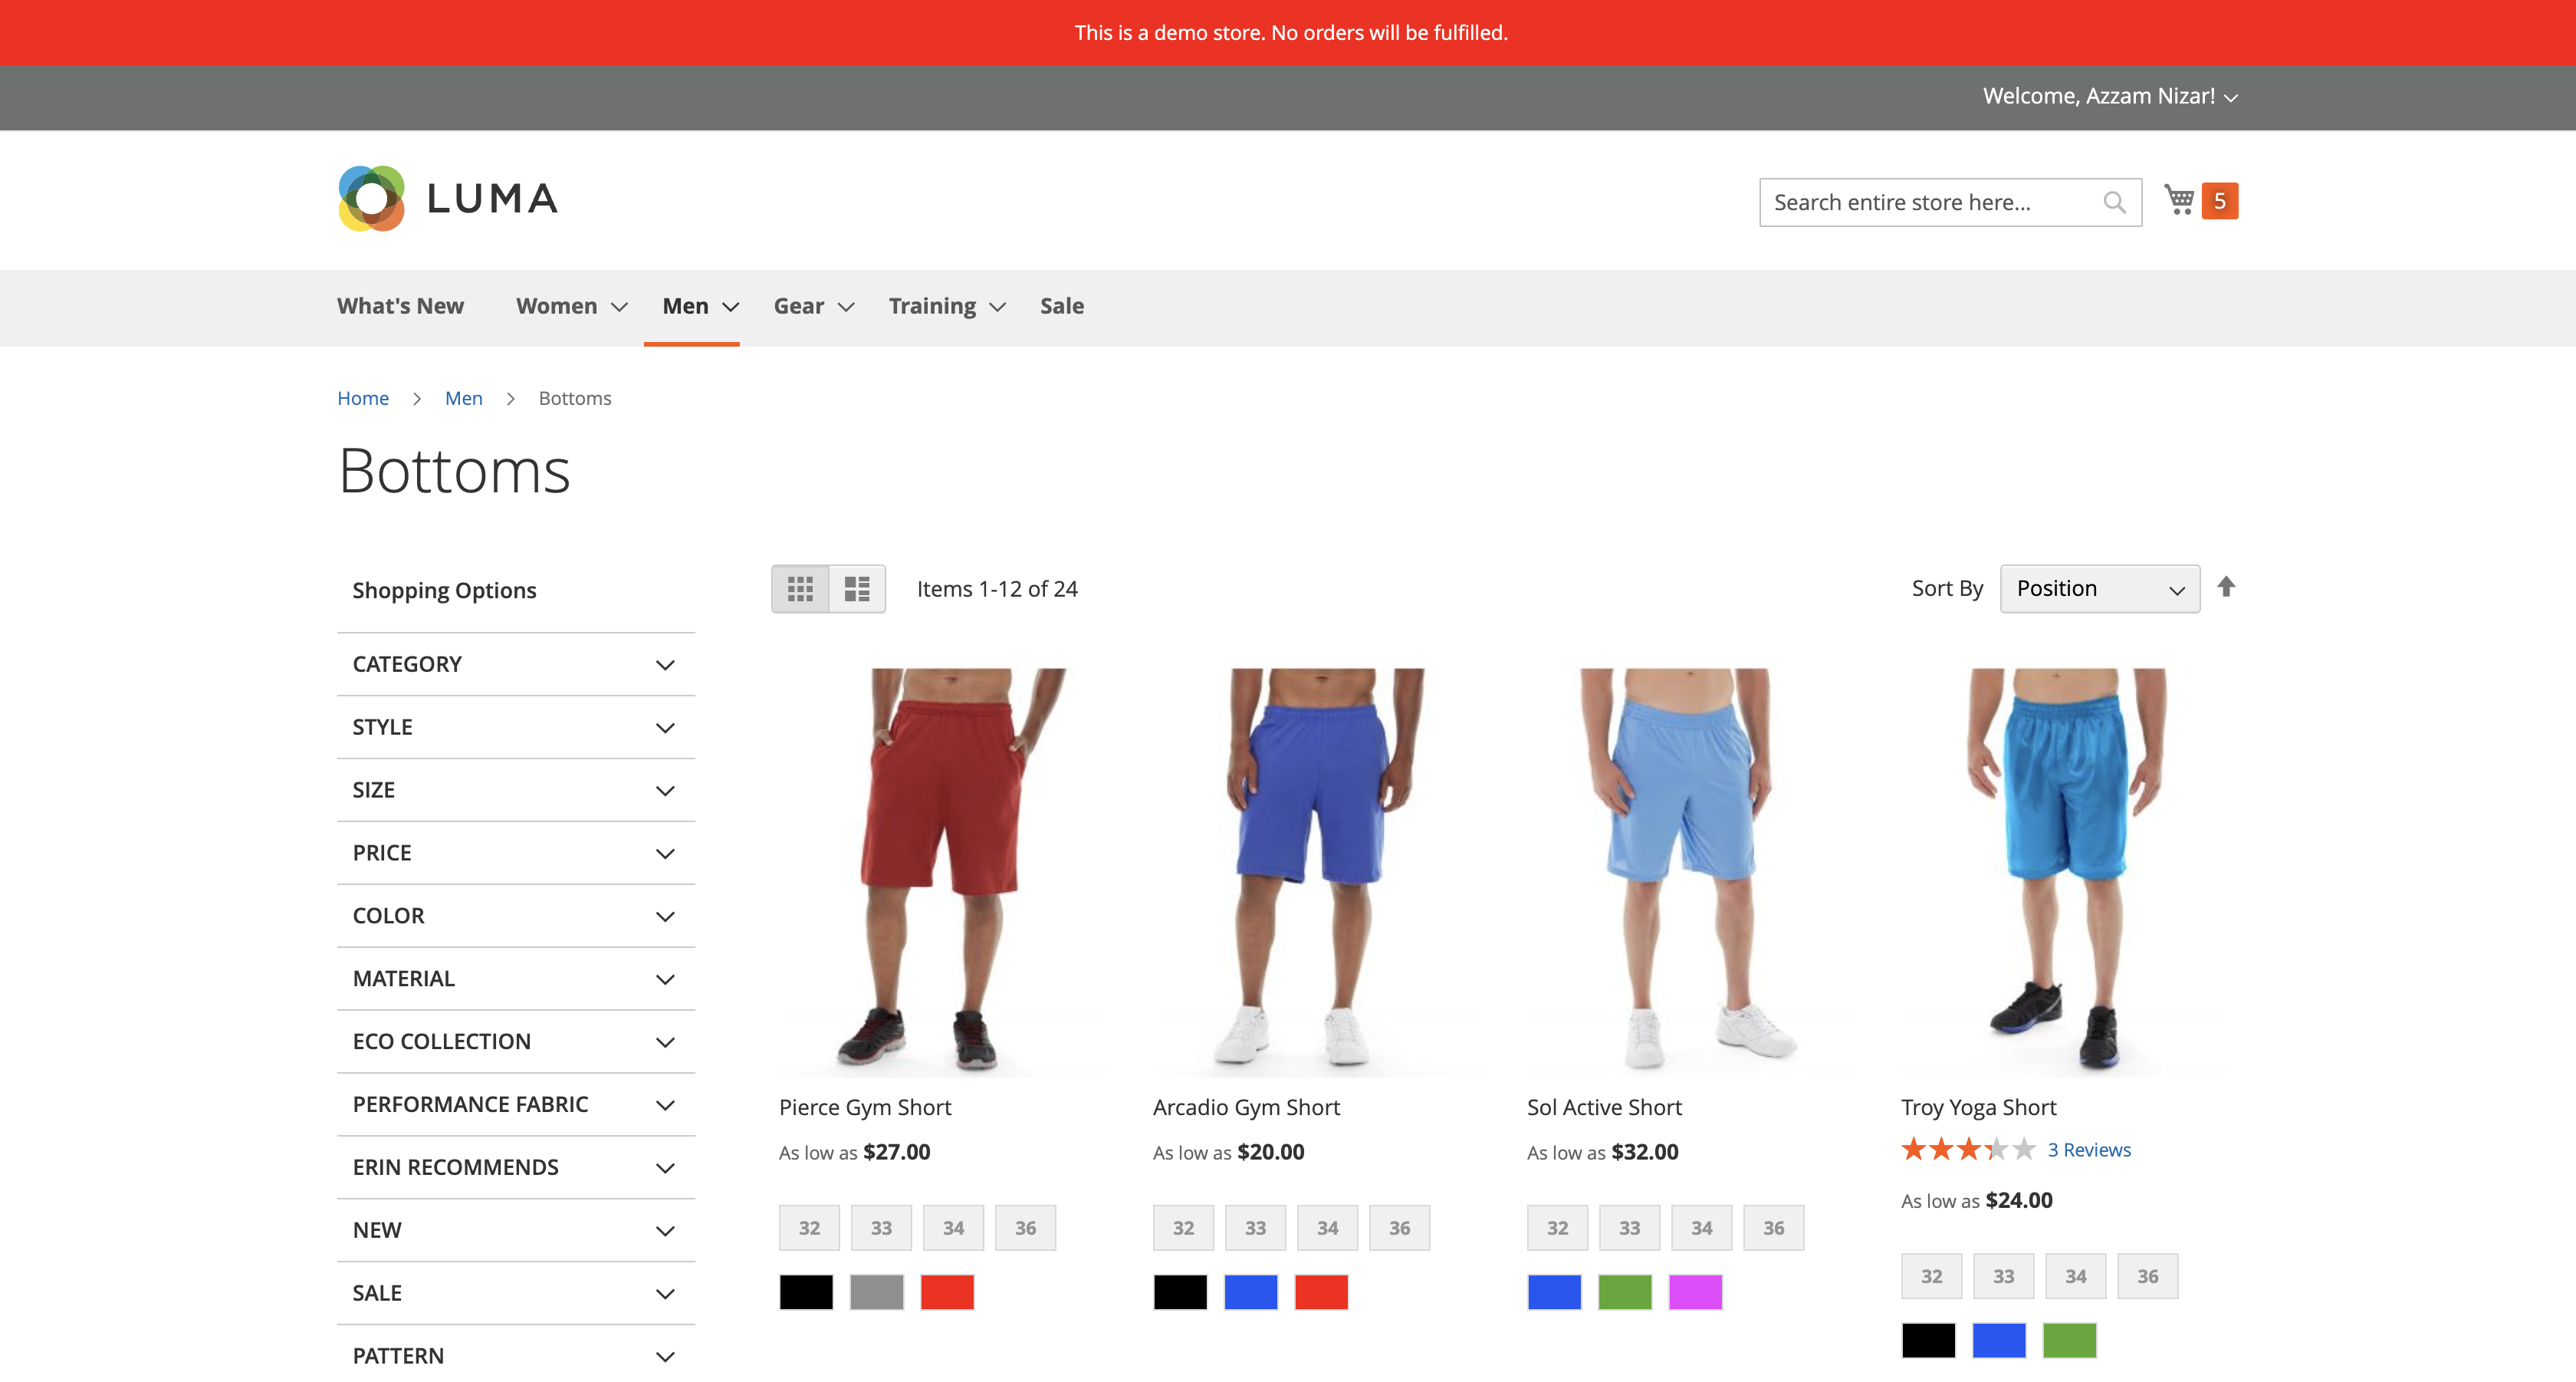 This is a demo store. No orders will be fulfilled.
Welcome, Azzam Nizar!
LUMA
Search entire store here...
5
What's New Women Men Gear Training Sale
Home > Men > Bottoms
Bottoms
Shopping Options
CATEGORY
STYLE
SIZE
PRICE
COLOR
MATERIAL
ECO COLLECTION
PERFORMANCE FABRIC
ERIN RECOMMENDS
NEW
SALE
PATTERN
Items 1-12 of 24
Sort By Position
Pierce Gym Short
As low as $27.00
32 33 34 36
Arcadio Gym Short
As low as $20.00
32 33 34 36
Sol Active Short
As low as $32.00
32 33 34 36
Troy Yoga Short
3 Reviews
As low as $24.00
32 33 34 36